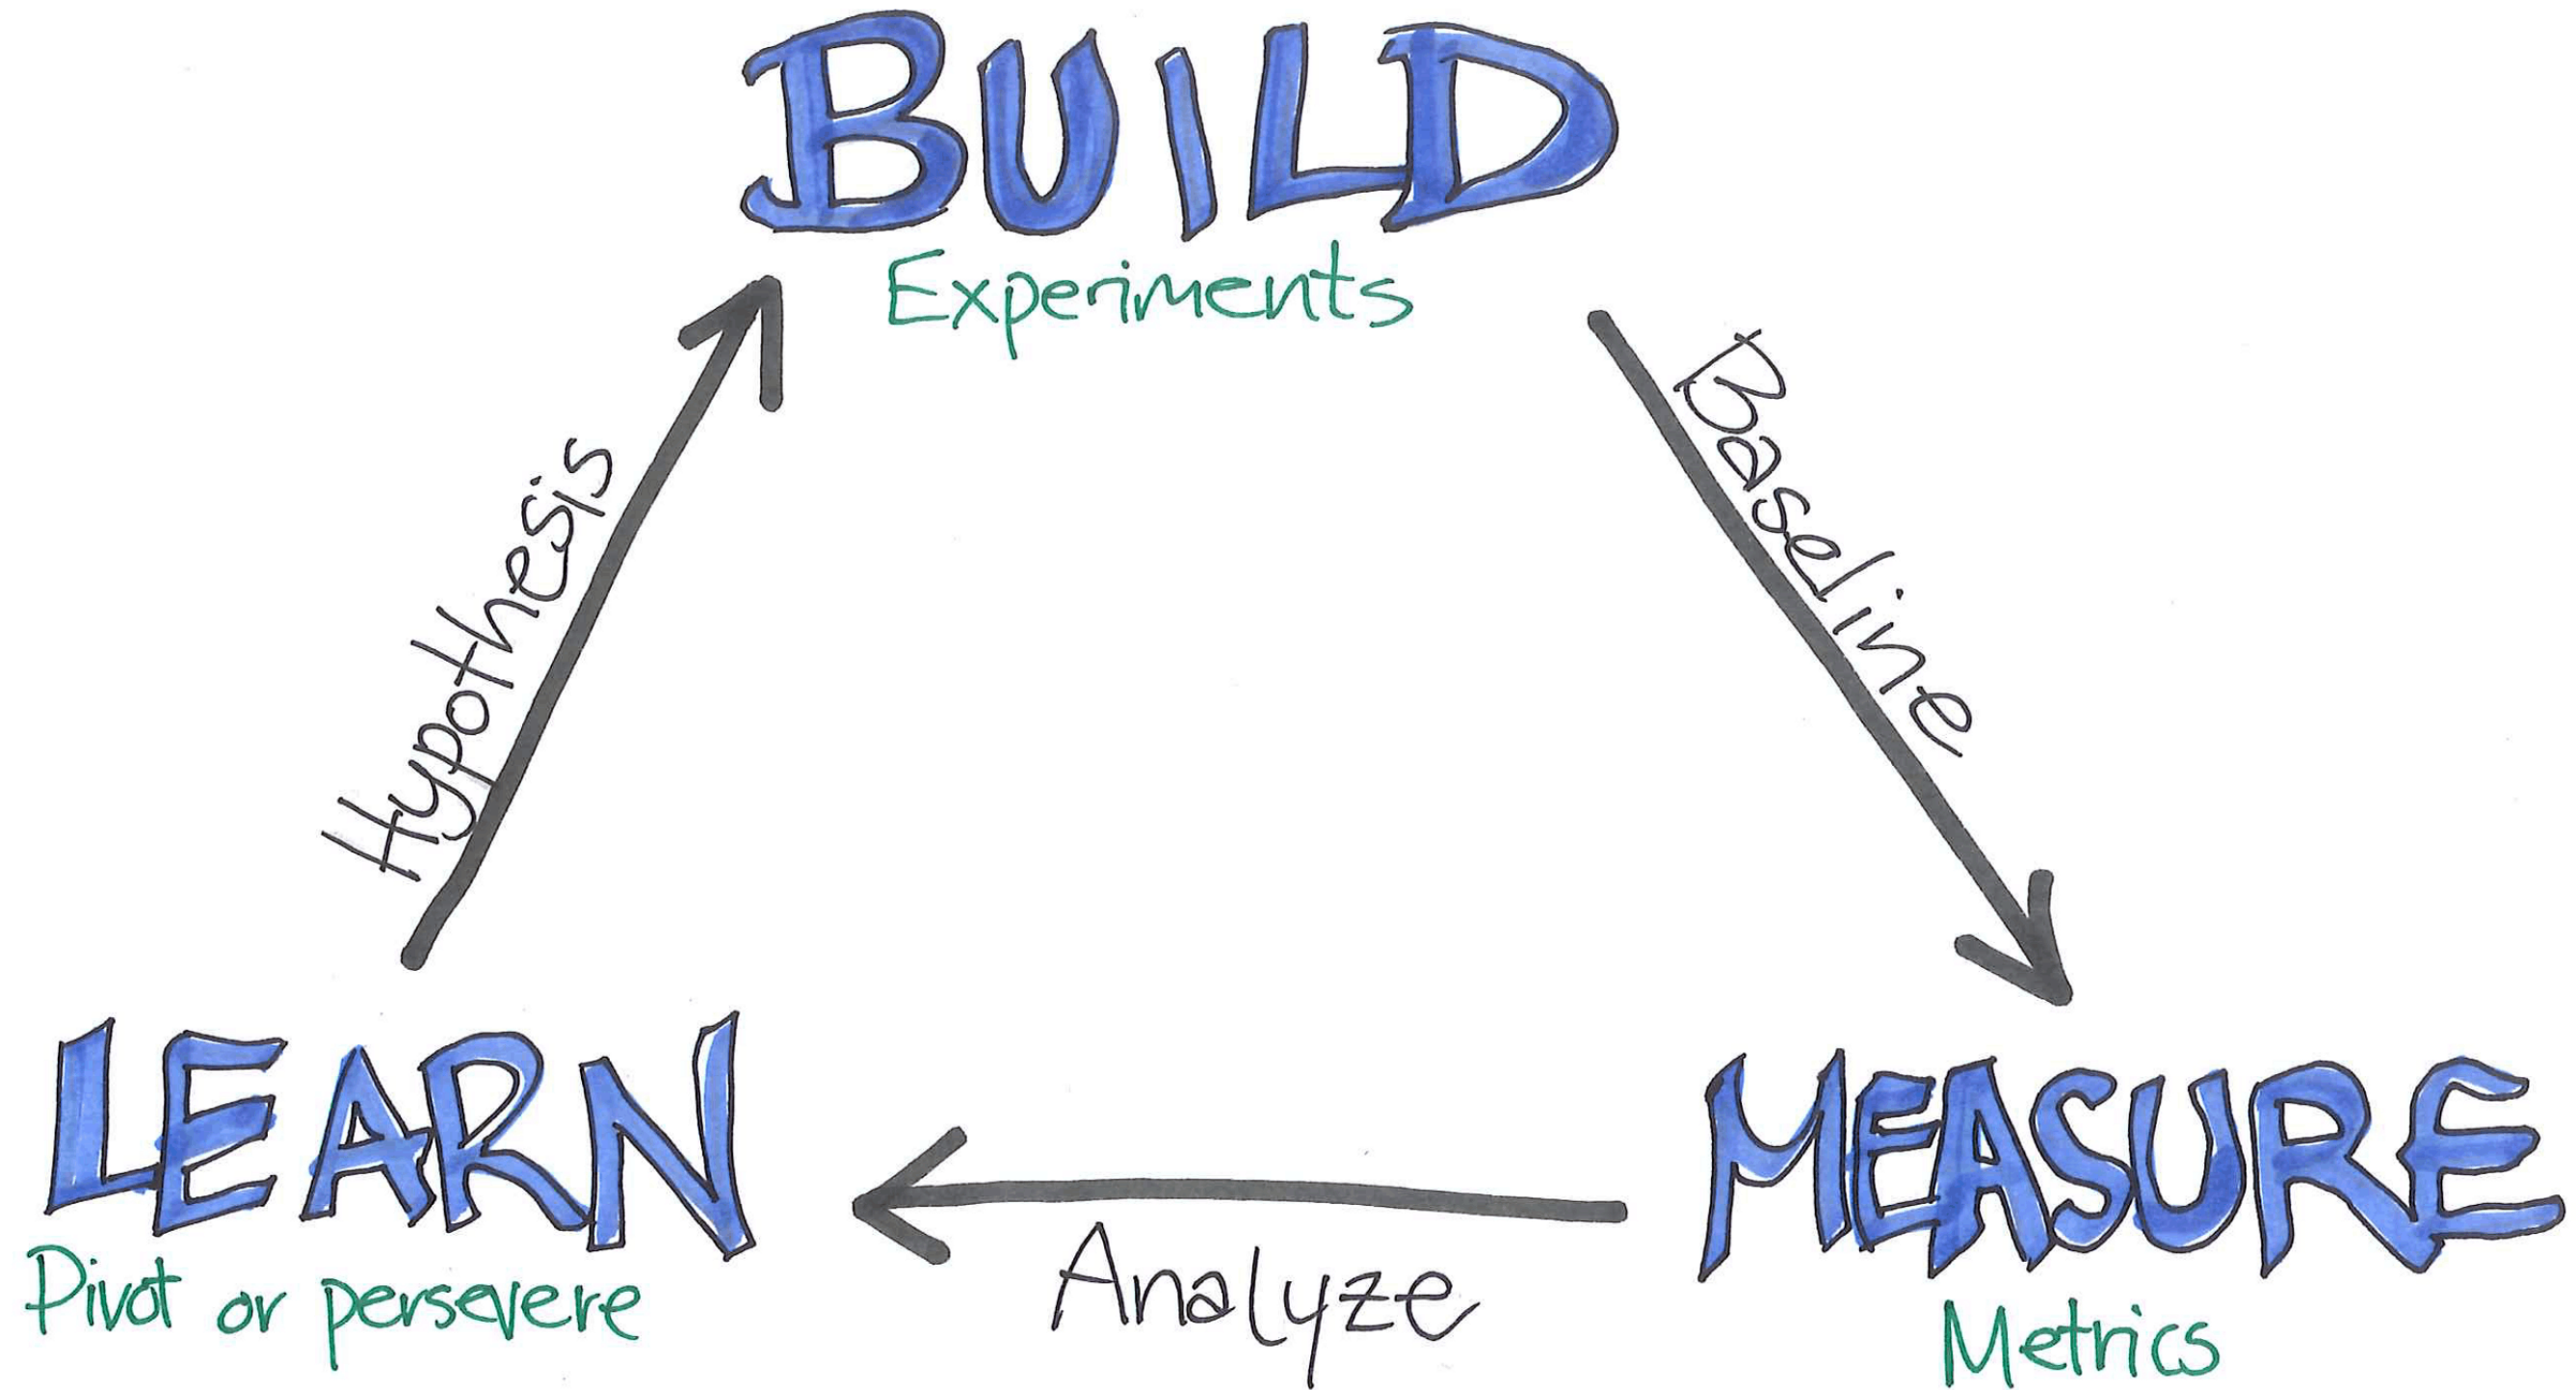 BUILD
Experiments
Hypothesis
Baseline
LEARN
Pivot or persevere
Analyze
MEASURE
Metrics